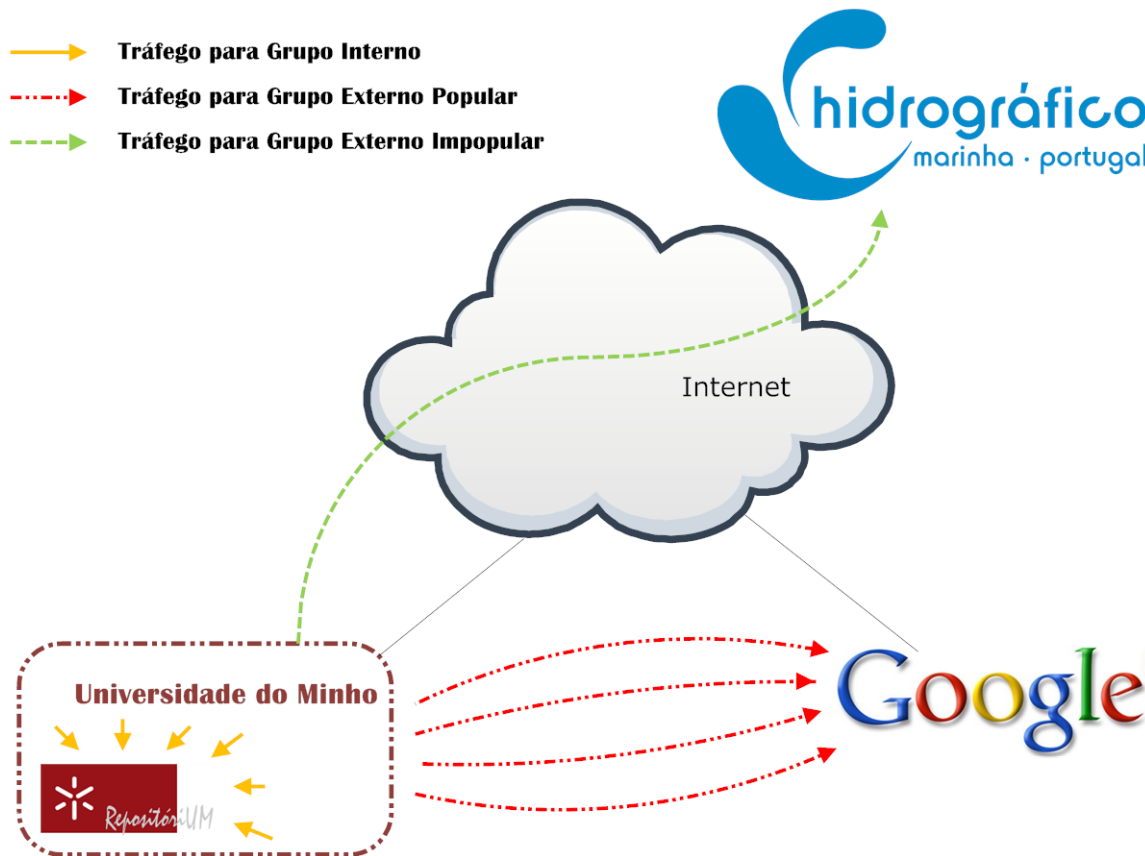 Tráfego para Grupo Interno
Tráfego para Grupo Externo Popular
Tráfego para Grupo Externo Impopular
hidrográfico
marinha · portugal
Internet
Universidade do Minho
RepositóriUM
Google